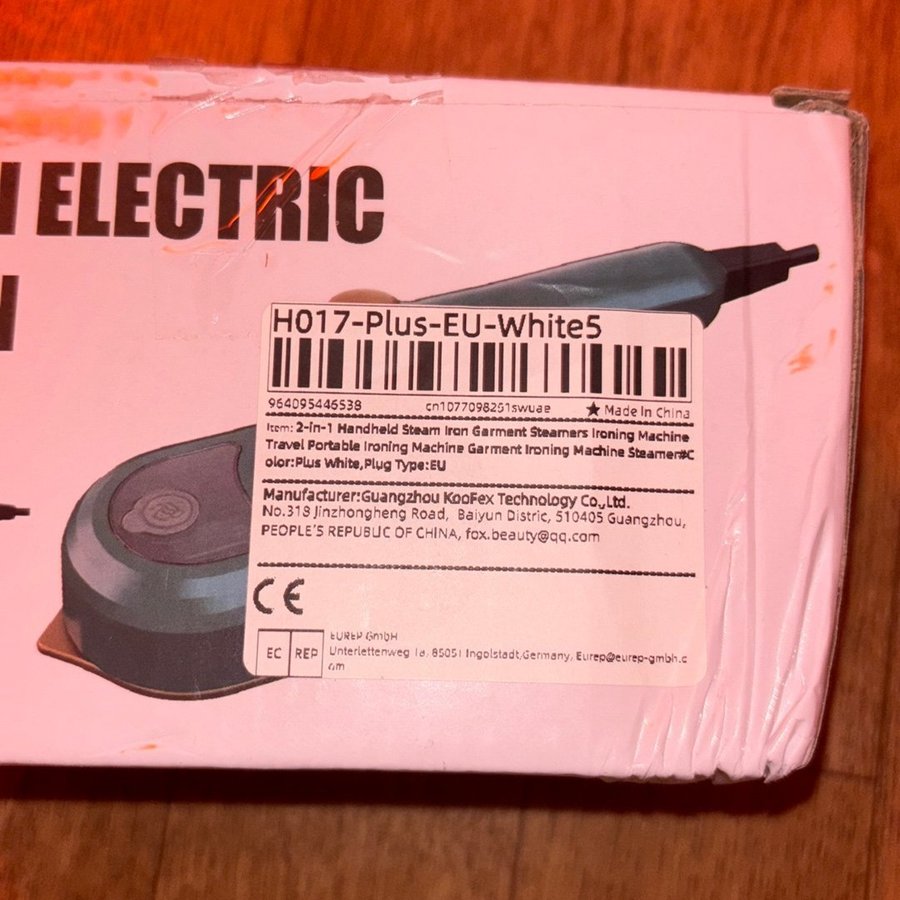 ELECTRIC
H017-Plus-EU-White5
964095446538 cn1077098251swuae ★ Made In China
Item: 2-in-1 Handheld Steam Iron Garment Steamers Ironing Machine
Travel Portable Ironing Machine Garment Ironing Machine Steamer#C
olor:Plus White,Plug Type:EU
Manufacturer:Guangzhou KooFex Technology Co.,Ltd.
No.318 Jinzhongheng Road, Baiyun Distric, 510405 Guangzhou,
PEOPLE'S REPUBLIC OF CHINA, fox.beauty@qq.com
CE
EC REP
EUREP GmbH
Unterlettenweg 1a, 85051 Ingolstadt,Germany, Eurep@eurep-gmbh.c
om